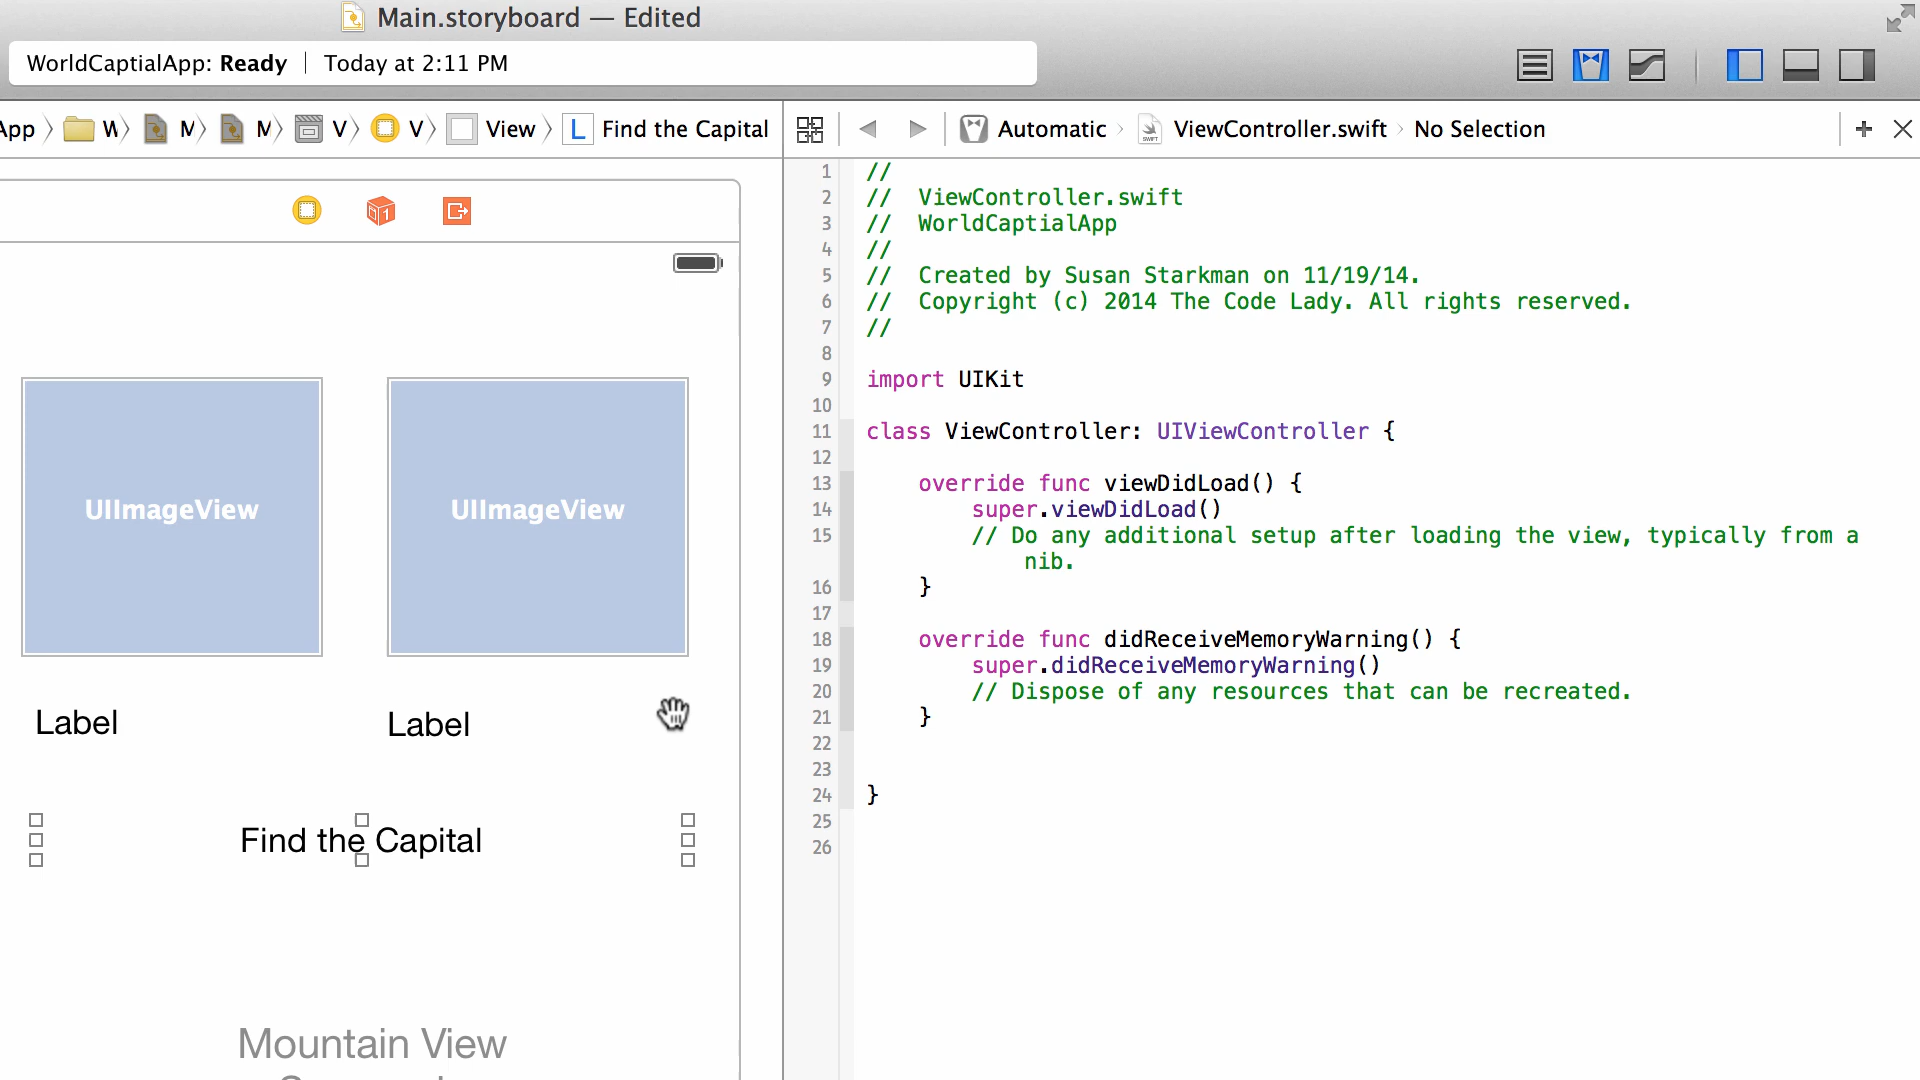 Main.storyboard — Edited
WorldCaptialApp: Ready | Today at 2:11 PM
App W M M V V View L Find the Capital
Automatic ViewController.swift No Selection
1 //
2 //  ViewController.swift
3 //  WorldCaptialApp
4 //
5 //  Created by Susan Starkman on 11/19/14.
6 //  Copyright (c) 2014 The Code Lady. All rights reserved.
7 //
8
9 import UIKit
10
11 class ViewController: UIViewController {
12
13     override func viewDidLoad() {
14         super.viewDidLoad()
15         // Do any additional setup after loading the view, typically from a
nib.
16     }
17
18     override func didReceiveMemoryWarning() {
19         super.didReceiveMemoryWarning()
20         // Dispose of any resources that can be recreated.
21     }
22
23
24 }
25
26
UIImageView UIImageView
Label Label
Find the Capital
Mountain View